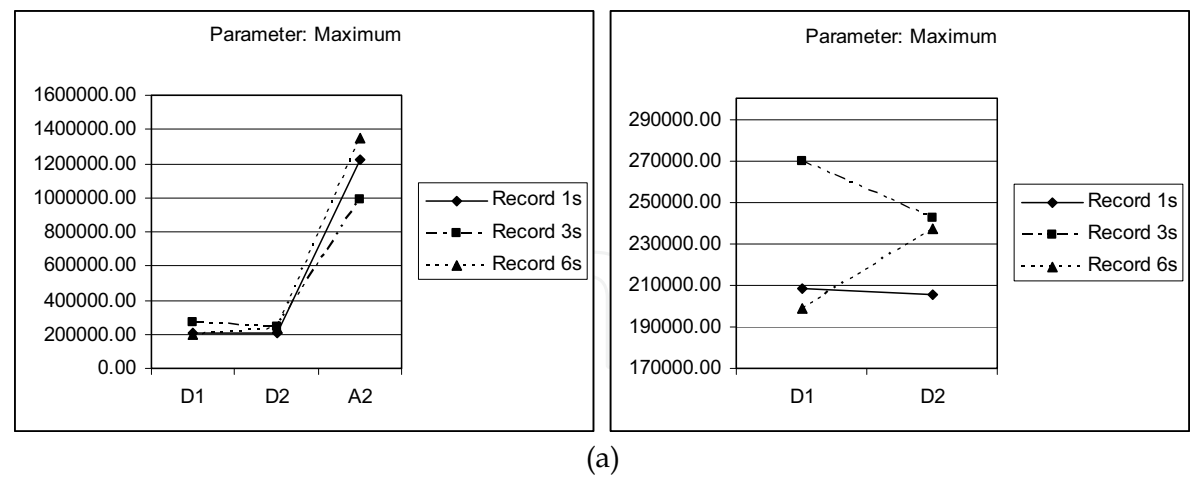 Parameter: Maximum
1600000.00
1400000.00
1200000.00
1000000.00
800000.00
600000.00
400000.00
200000.00
0.00
D1 D2 A2
Record 1s
Record 3s
Record 6s
Parameter: Maximum
290000.00
270000.00
250000.00
230000.00
210000.00
190000.00
170000.00
D1 D2
Record 1s
Record 3s
Record 6s
(a)